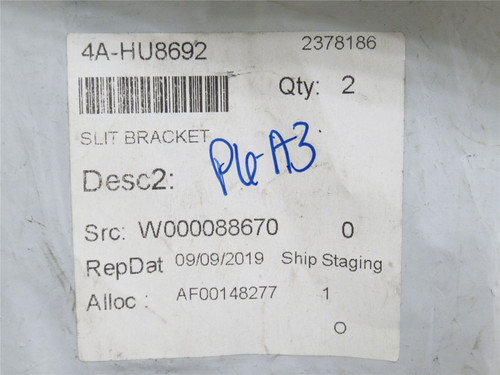 4A-HU8692 2378186
Qty: 2
SLIT BRACKET
P6-A3
Desc2:
Src: W000088670 0
RepDat 09/09/2019 Ship Staging
Alloc : AF00148277 1
O